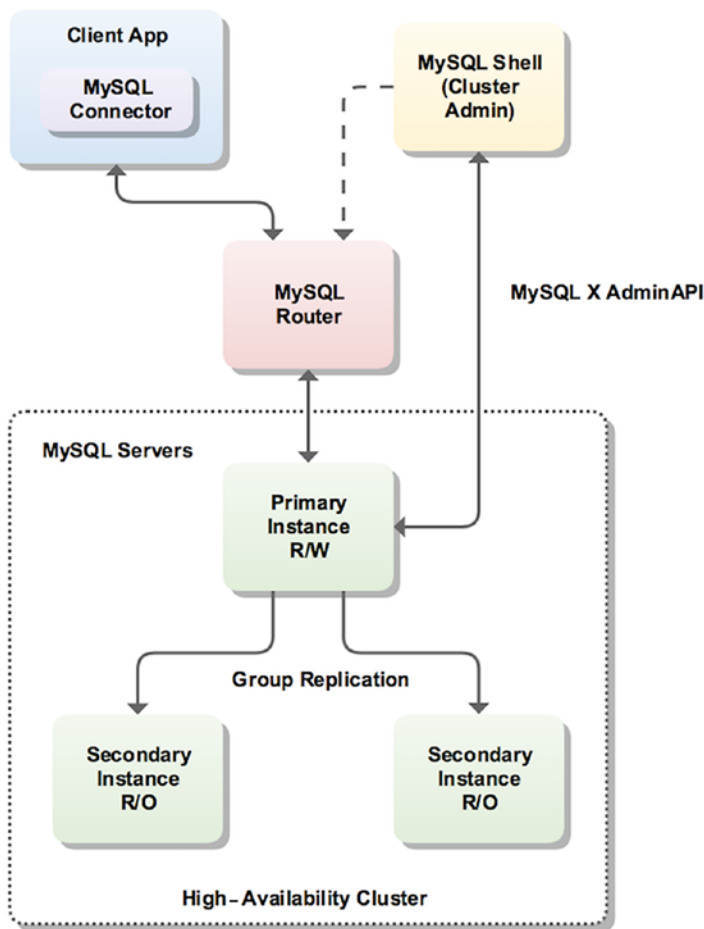 Client App
MySQL
Connector
MySQL Shell
(Cluster
Admin)
MySQL
Router
MySQL X AdminAPI
MySQL Servers
Primary
Instance
R/W
Group Replication
Secondary
Instance
R/O
Secondary
Instance
R/O
High-Availability Cluster